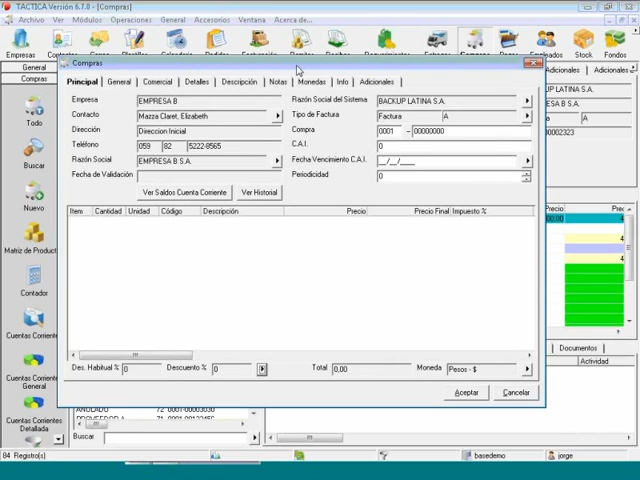 TACTICA Versión 6.7.0 - [Compras]
Archivo Ver Módulos Operaciones General Accesorios Ventana Acerca de...
Empresas
Stock
Fondos
General
Compras
Todo
Buscar
Nuevo
Matriz de Product
Contador
Cuentas Corriente
Cuentas Corriente General
Cuentas Corrientes Detallada
Compras
Principal General Comercial Detalles Descripción Notas Monedas Info Adicionales
Empresa EMPRESA B
Contacto Mazza Claret, Elizabeth
Dirección Direccion Inicial
Teléfono 059 82 5222-8565
Razón Social EMPRESA B S.A.
Fecha de Validación
Razón Social del Sistema BACKUP LATINA S.A.
Tipo de Factura Factura A
Compra 0001 - 00000000
C.A.I. 0
Fecha Vencimiento C.A.I. __/__/____
Periodicidad 0
Ver Saldos Cuenta Corriente Ver Historial
Item Cantidad Unidad Código Descripción Precio Precio Final Impuesto %
Des. Habitual % 0 Descuento % 0 Total 0,00 Moneda Pesos - $
Aceptar Cancelar
Adicionales Adicionales
Documentos
Actividad
Buscar
84 Registro(s) basedemo jorge